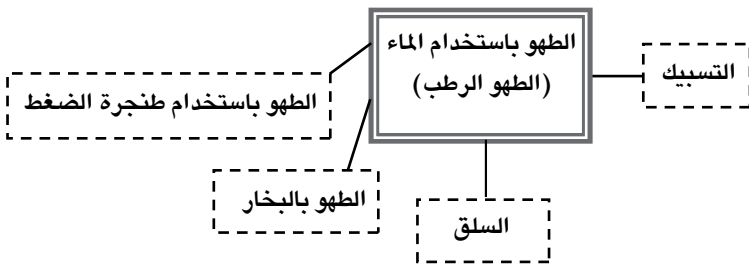 الطهو باستخدام الماء
(الطهو الرطب)
التسبيك
الطهو باستخدام طنجرة الضغط
الطهو بالبخار
السلق